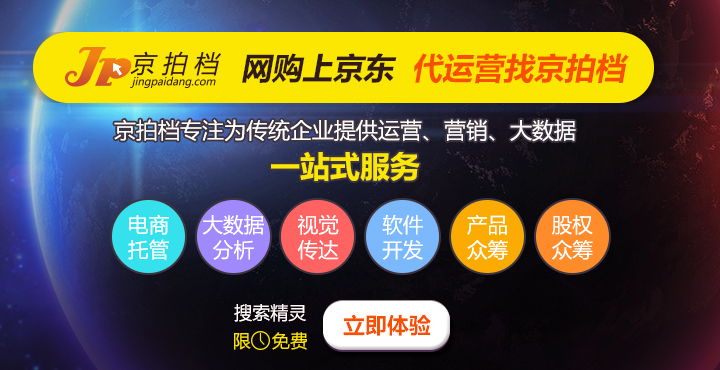 JP京拍档 网购上京东 代运营找京拍档
jingpaidang.com
京拍档专注为传统企业提供运营、营销、大数据
一站式服务
电商 大数据 视觉 软件 产品 股权
托管 分析 传达 开发 众筹 众筹
搜索精灵
限免费
立即体验